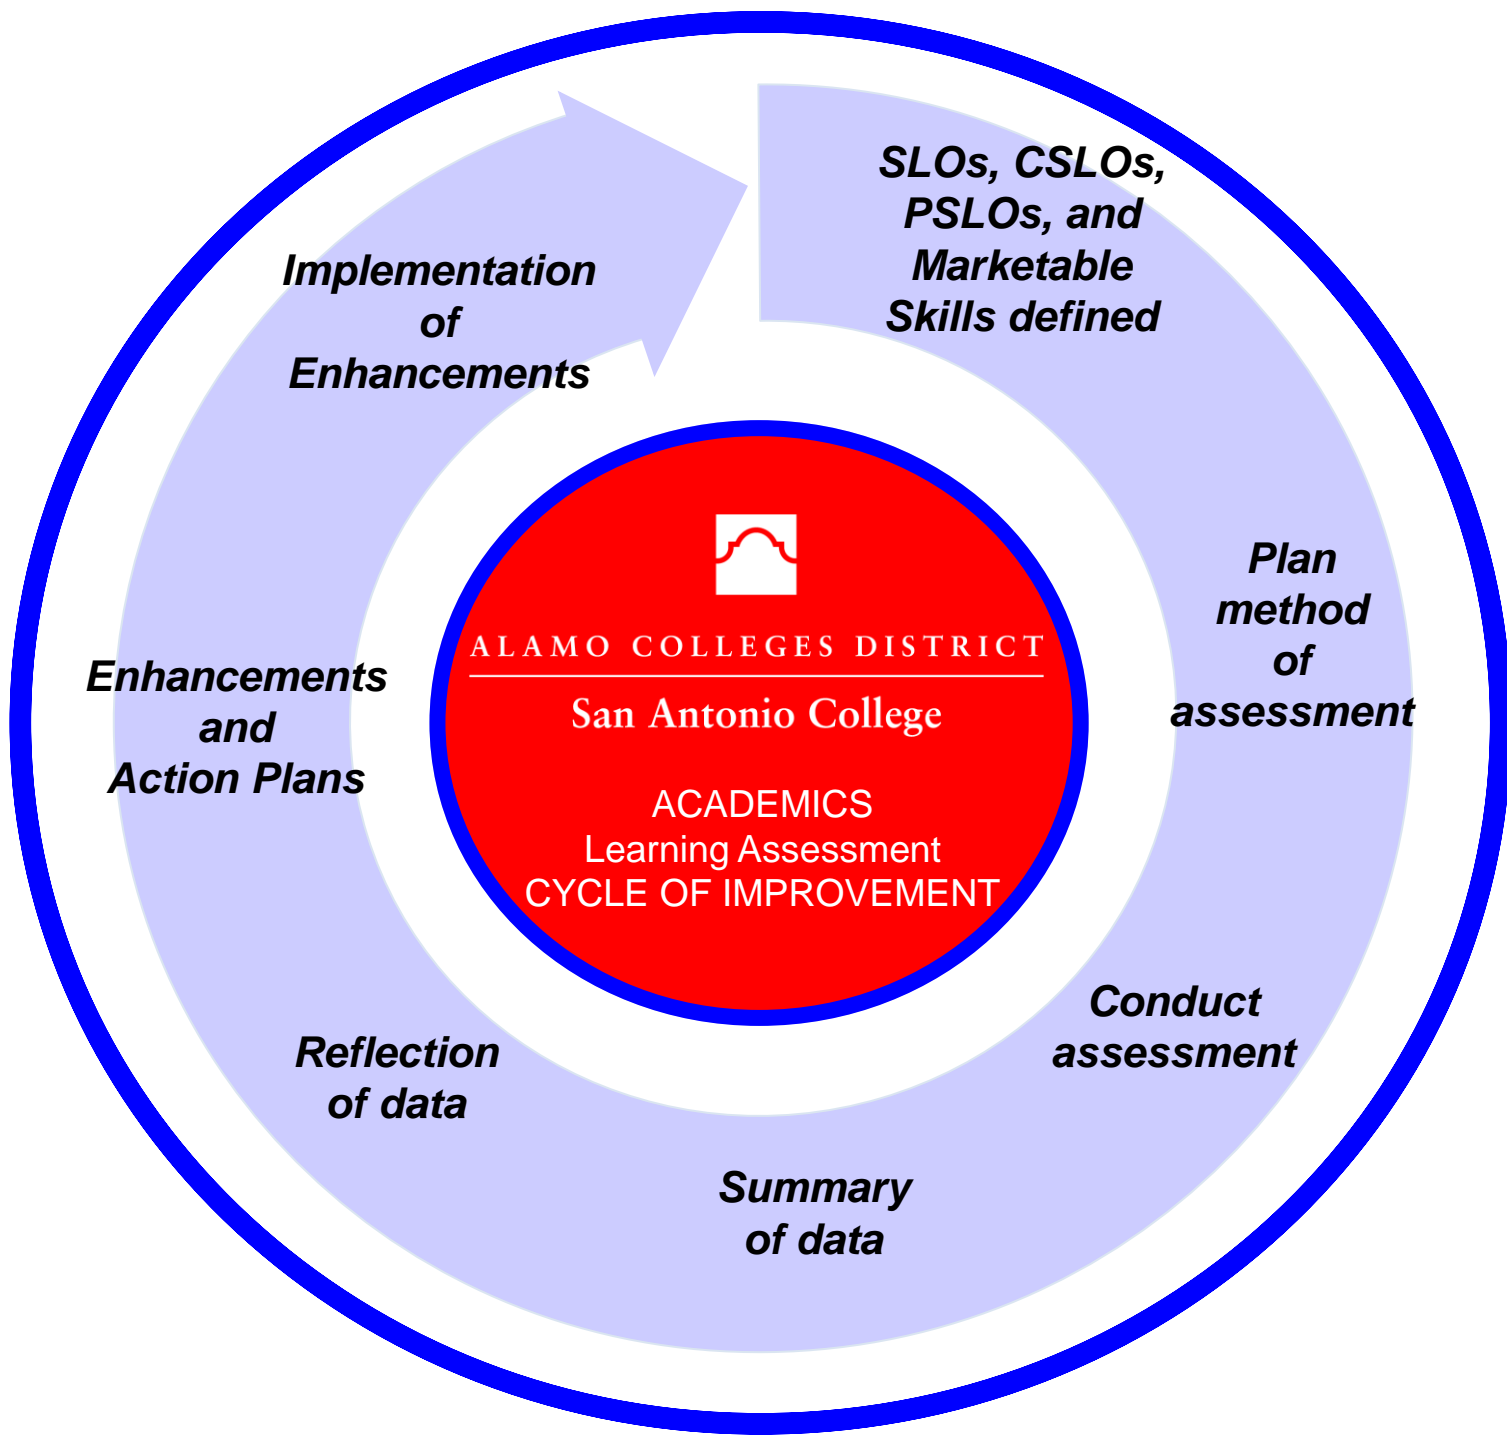 SLOs, CSLOs,
PSLOs, and
Marketable
Skills defined
Plan
method
of
assessment
Conduct
assessment
Summary
of data
Reflection
of data
Enhancements
and
Action Plans
Implementation
of
Enhancements
ALAMO COLLEGES DISTRICT
San Antonio College
ACADEMICS
Learning Assessment
CYCLE OF IMPROVEMENT